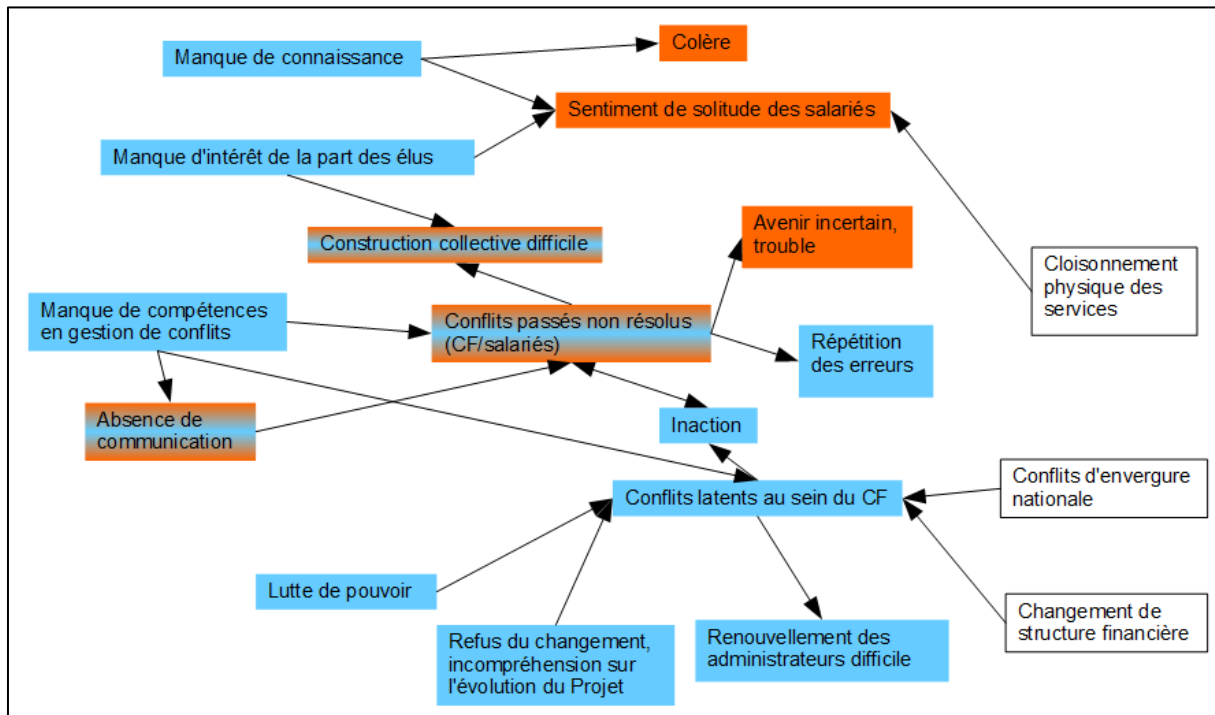 Manque de connaissance
Colère
Sentiment de solitude des salariés
Manque d'intérêt de la part des élus
Construction collective difficile
Avenir incertain,
trouble
Cloisonnement
physique des
services
Manque de compétences
en gestion de conflits
Conflits passés non résolus
(CF/salariés)
Répétition
des erreurs
Absence de
communication
Inaction
Conflits latents au sein du CF
Conflits d'envergure
nationale
Lutte de pouvoir
Refus du changement,
incompréhension sur
l'évolution du Projet
Renouvellement des
administrateurs difficile
Changement de
structure financière